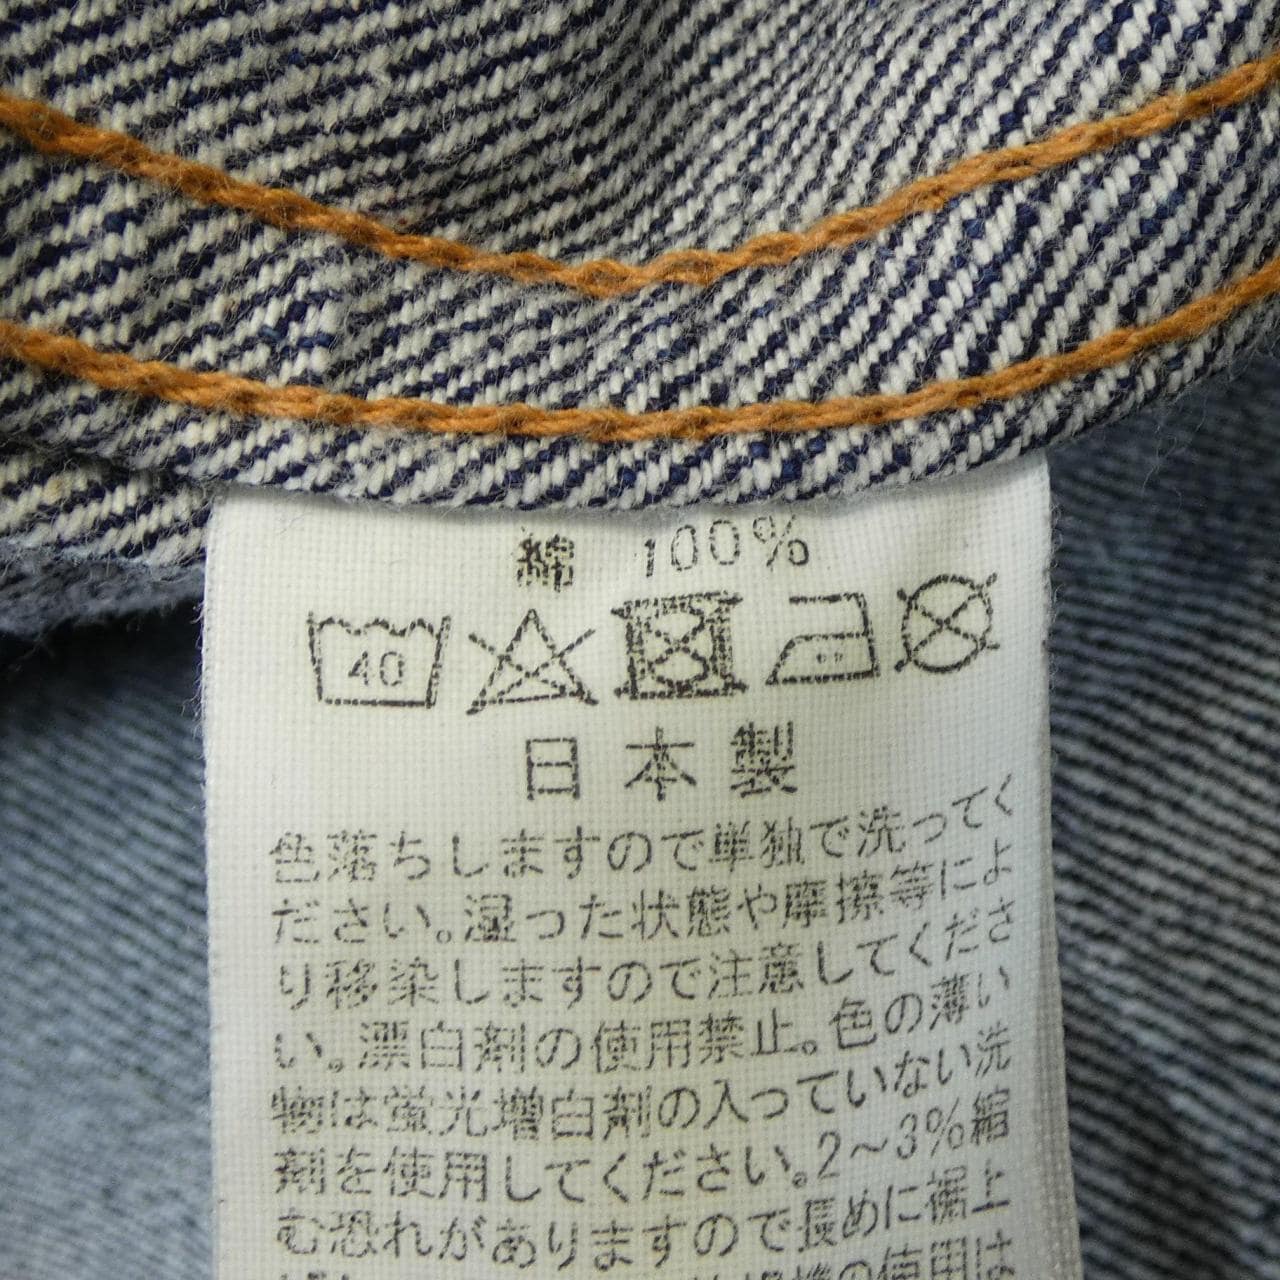 綿 100%
40
日本製
色落ちしますので単独で洗ってく
ださい。湿った状態や摩擦等によ
り移染しますので注意してくださ
い。漂白剤の使用禁止。色の薄い
物は蛍光増白剤の入っていない洗
剤を使用してください。2～3%縮
む恐れがありますので長めに裾上
の使用は